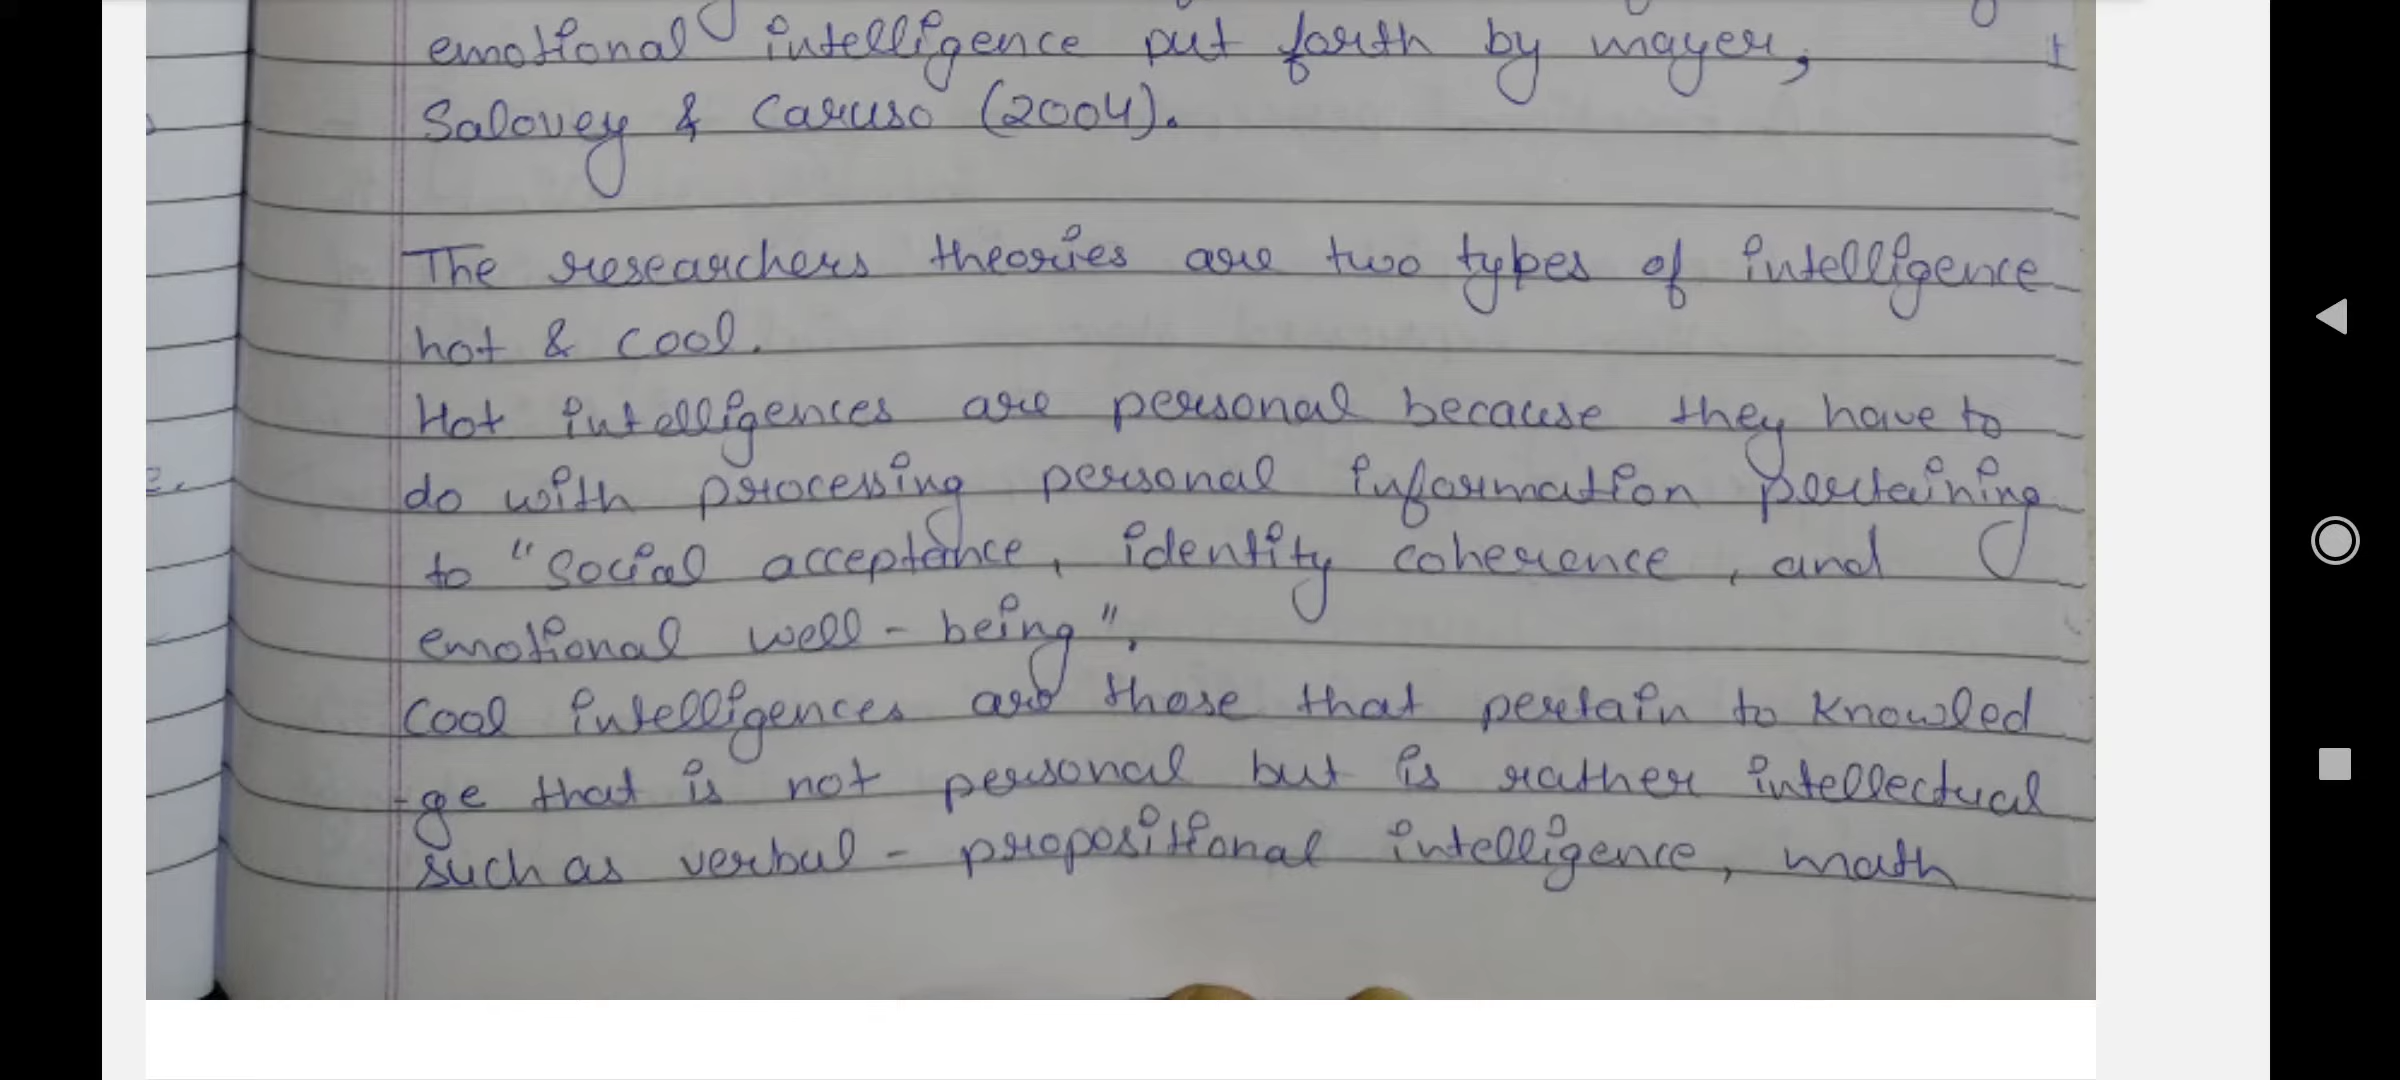 emotional intelligence put forth by mayer,
Salovey & Caruso (2004).
The researchers theories are two types of intelligence
hot & cool.
Hot intelligences are personal because they have to
do with processing personal information pertaining
to "social acceptance, identity coherence, and
emotional well-being".
Cool intelligences are those that pertain to knowled
-ge that is not personal but is rather intellectual
such as verbal - propositional intelligence, math